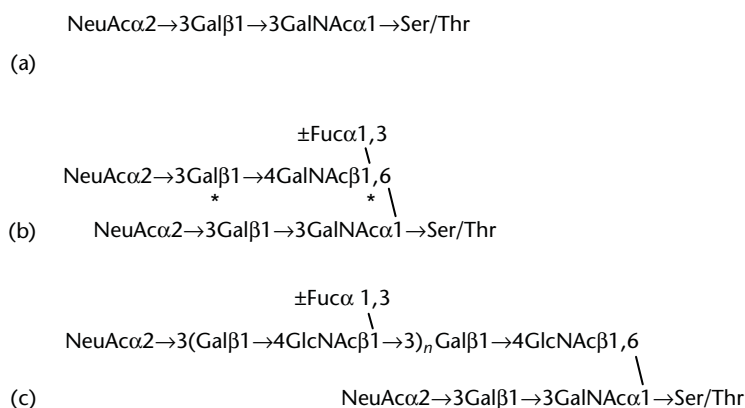 NeuAcα2→3Galβ1→3GalNAcα1→Ser/Thr
(a)
±Fucα1,3
NeuAcα2→3Galβ1→4GalNAcβ1,6
* *
(b) NeuAcα2→3Galβ1→3GalNAcα1→Ser/Thr
±Fucα 1,3
NeuAcα2→3(Galβ1→4GlcNAcβ1→3)nGalβ1→4GlcNAcβ1,6
(c) NeuAcα2→3Galβ1→3GalNAcα1→Ser/Thr